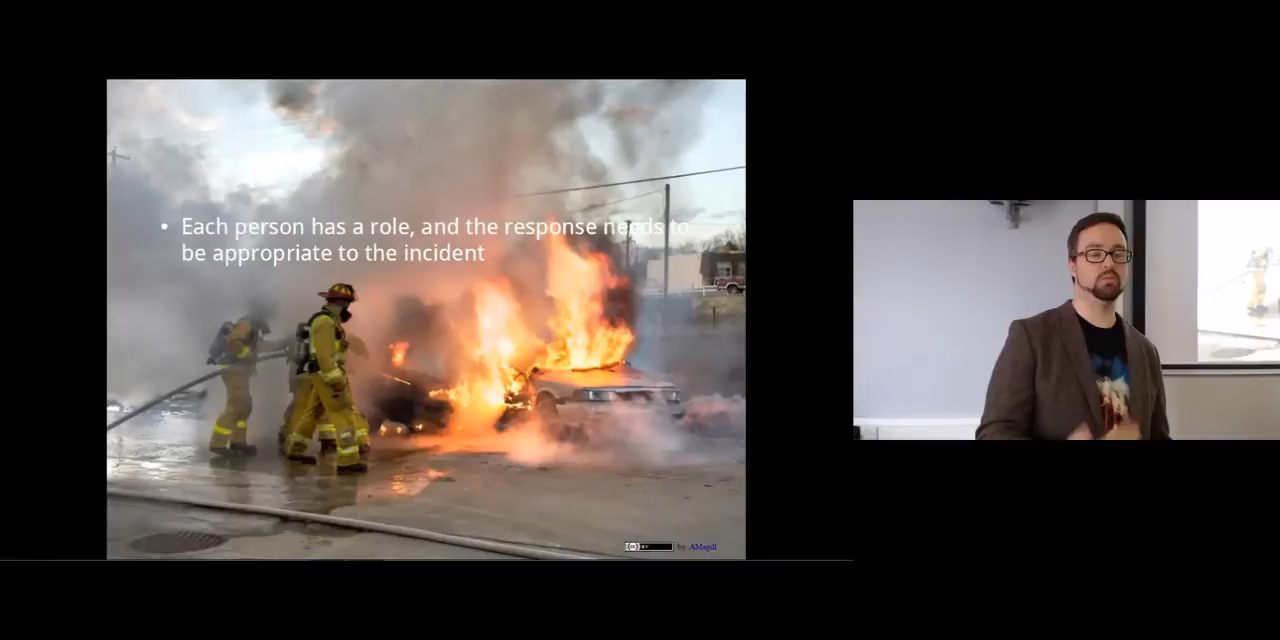 • Each person has a role, and the response needs to
be appropriate to the incident
by AMagill